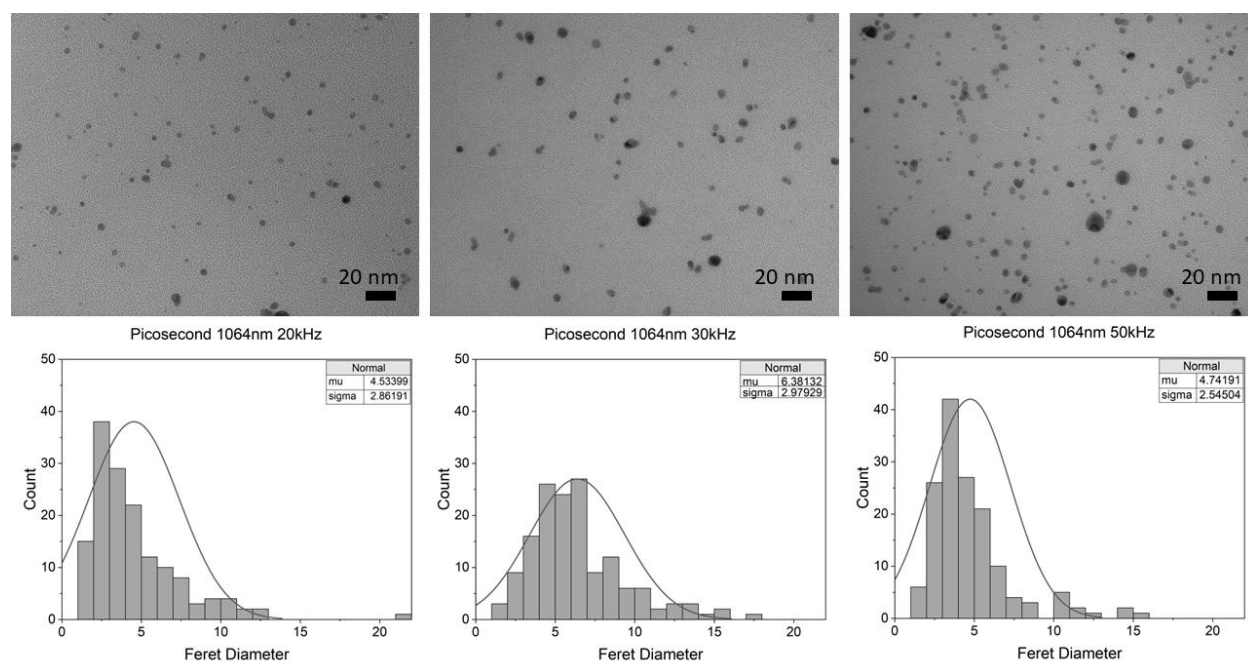 20 nm
20 nm
20 nm
Picosecond 1064nm 20kHz
Picosecond 1064nm 30kHz
Picosecond 1064nm 50kHz
50
40
30
20
10
0
Count
Normal
mu 4.53399
sigma 2.86191
0 5 10 15 20
Feret Diameter
50
40
30
20
10
0
Count
Normal
mu 6.38132
sigma 2.97929
0 5 10 15 20
Feret Diameter
50
40
30
20
10
0
Count
Normal
mu 4.74191
sigma 2.54504
0 5 10 15 20
Feret Diameter